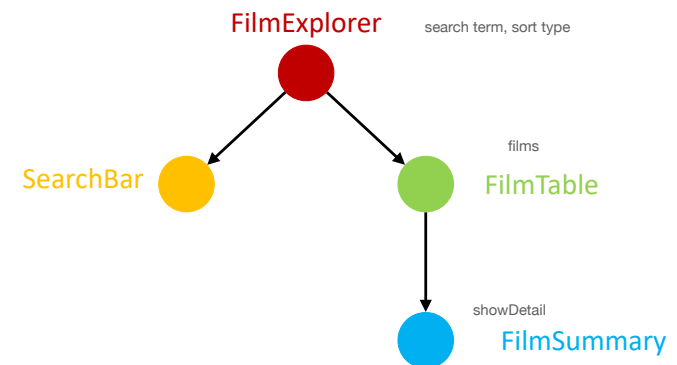 FilmExplorer
search term, sort type
films
SearchBar
FilmTable
showDetail
FilmSummary